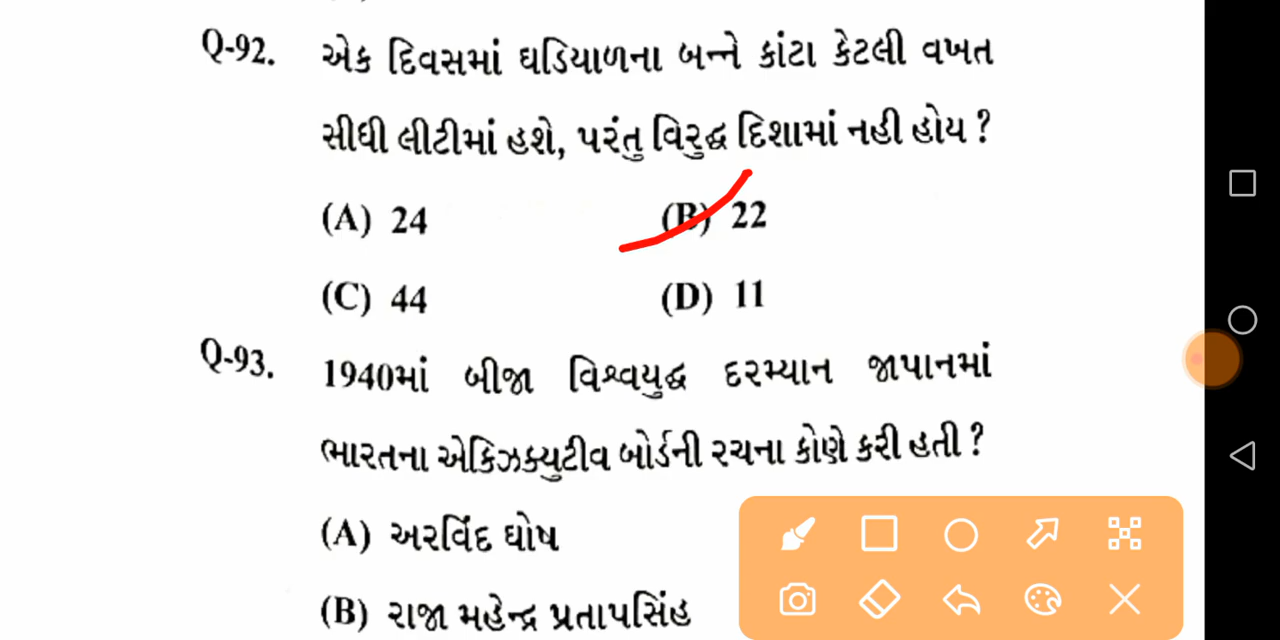 Q-92. એક દિવસમાં ઘડિયાળના બન્ને કાંટા કેટલી વખત
સીધી લીટીમાં હશે, પરંતુ વિરુદ્ધ દિશામાં નહી હોય ?
(A) 24 (B) 22
(C) 44 (D) 11
Q-93. 1940માં બીજા વિશ્વયુદ્ધ દરમ્યાન જાપાનમાં
ભારતના એકિઝક્યુટીવ બોર્ડની રચના કોણે કરી હતી ?
(A) અરવિંદ ઘોષ
(B) રાજા મહેન્દ્ર પ્રતાપસિંહ